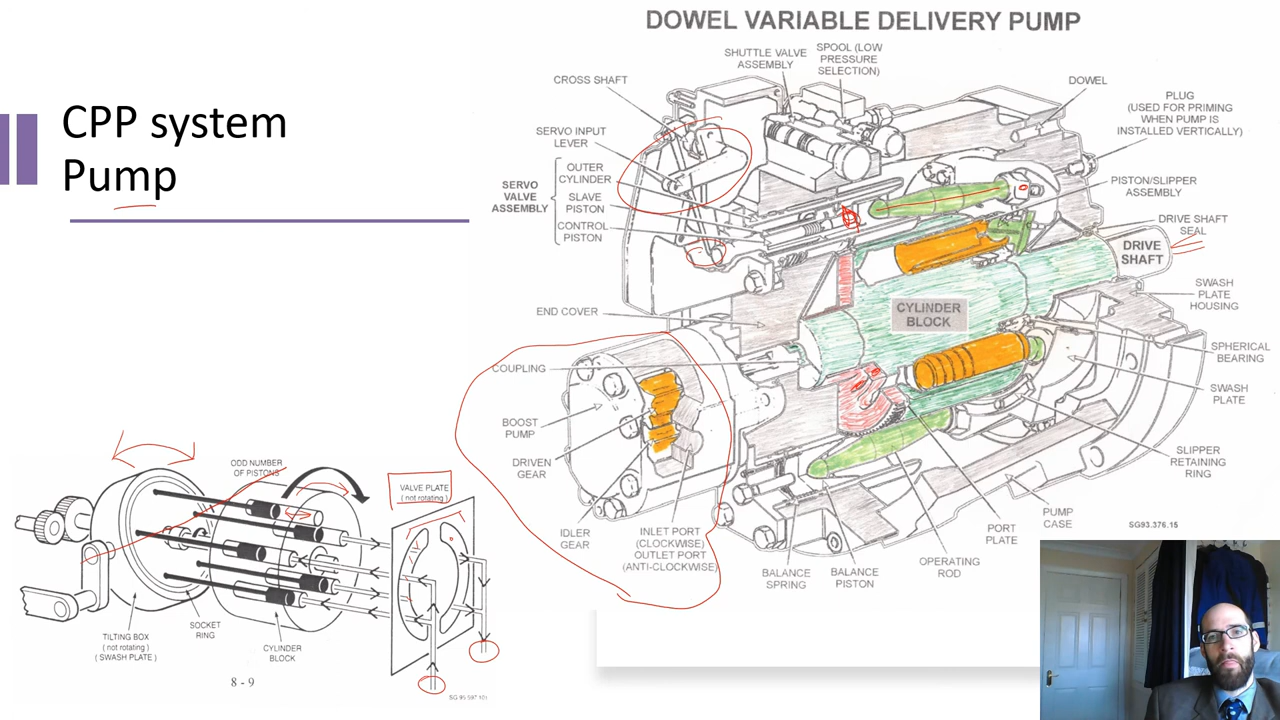 DOWEL VARIABLE DELIVERY PUMP
CPP system
Pump
SHUTTLE VALVE
ASSEMBLY
SPOOL (LOW
PRESSURE
SELECTION)
CROSS SHAFT
DOWEL
PLUG
(USED FOR PRIMING
WHEN PUMP IS
INSTALLED VERTICALLY)
SERVO INPUT
LEVER
SERVO
VALVE
ASSEMBLY
OUTER
CYLINDER
SLAVE
PISTON
CONTROL
PISTON
PISTON/SLIPPER
ASSEMBLY
DRIVE SHAFT
SEAL
DRIVE
SHAFT
SWASH
PLATE
HOUSING
END COVER
CYLINDER
BLOCK
SPHERICAL
BEARING
COUPLING
SWASH
PLATE
BOOST
PUMP
DRIVEN
GEAR
SLIPPER
RETAINING
RING
IDLER
GEAR
INLET PORT
(CLOCKWISE)
OUTLET PORT
(ANTI-CLOCKWISE)
PUMP
CASE
SG93.376.15
PORT
PLATE
OPERATING
ROD
BALANCE
SPRING
BALANCE
PISTON
ODD NUMBER
OF PISTONS
VALVE PLATE
( not rotating )
TILTING BOX
( not rotating )
( SWASH PLATE )
SOCKET
RING
CYLINDER
BLOCK
8 - 9